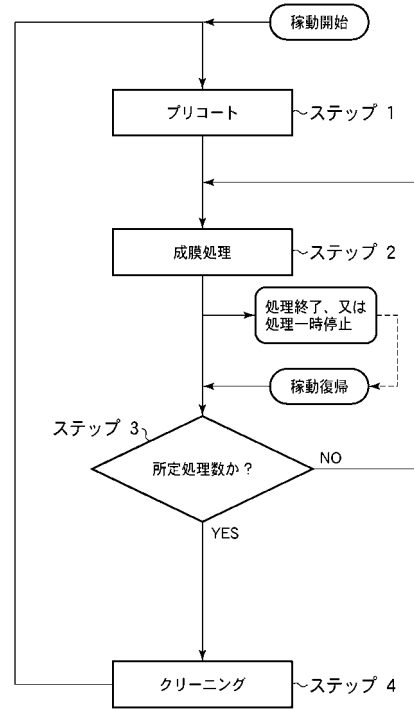 稼動開始
プリコート
ステップ 1
成膜処理
ステップ 2
処理終了、又は
処理一時停止
稼動復帰
ステップ 3
所定処理数か？
NO
YES
クリーニング
ステップ 4